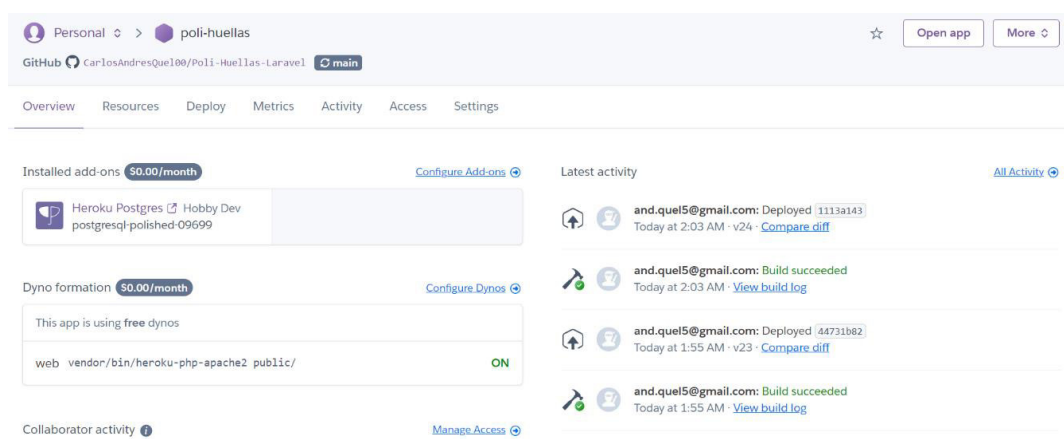 Personal > poli-huellas
Open app
More
GitHub CarlosAndresQuel00/Poli-Huellas-Laravel main
Overview Resources Deploy Metrics Activity Access Settings
Installed add-ons $0.00/month Configure Add-ons
Heroku Postgres Hobby Dev
postgresql-polished-09699
Dyno formation $0.00/month Configure Dynos
This app is using free dynos
web vendor/bin/heroku-php-apache2 public/ ON
Collaborator activity Manage Access
Latest activity All Activity
and.quel5@gmail.com: Deployed 1113a143
Today at 2:03 AM · v24 · Compare diff
and.quel5@gmail.com: Build succeeded
Today at 2:03 AM · View build log
and.quel5@gmail.com: Deployed 44731b82
Today at 1:55 AM · v23 · Compare diff
and.quel5@gmail.com: Build succeeded
Today at 1:55 AM · View build log